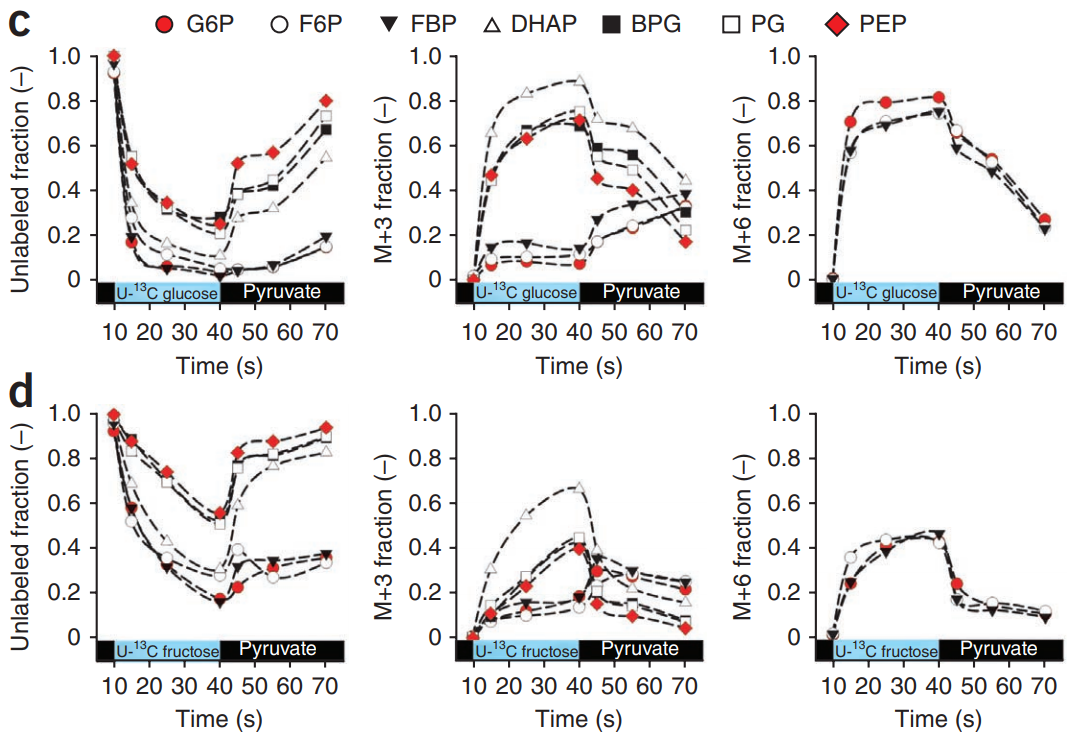 c G6P F6P FBP DHAP BPG PG PEP
Unlabeled fraction (–)
1.0
0.8
0.6
0.4
0.2
0
U-¹³C glucose Pyruvate
10 20 30 40 50 60 70
Time (s)
M+3 fraction (–)
1.0
0.8
0.6
0.4
0.2
0
U-¹³C glucose Pyruvate
10 20 30 40 50 60 70
Time (s)
M+6 fraction (–)
1.0
0.8
0.6
0.4
0.2
0
U-¹³C glucose Pyruvate
10 20 30 40 50 60 70
Time (s)
d
Unlabeled fraction (–)
1.0
0.8
0.6
0.4
0.2
0
U-¹³C fructose Pyruvate
10 20 30 40 50 60 70
Time (s)
M+3 fraction (–)
1.0
0.8
0.6
0.4
0.2
0
U-¹³C fructose Pyruvate
10 20 30 40 50 60 70
Time (s)
M+6 fraction (–)
1.0
0.8
0.6
0.4
0.2
0
U-¹³C fructose Pyruvate
10 20 30 40 50 60 70
Time (s)